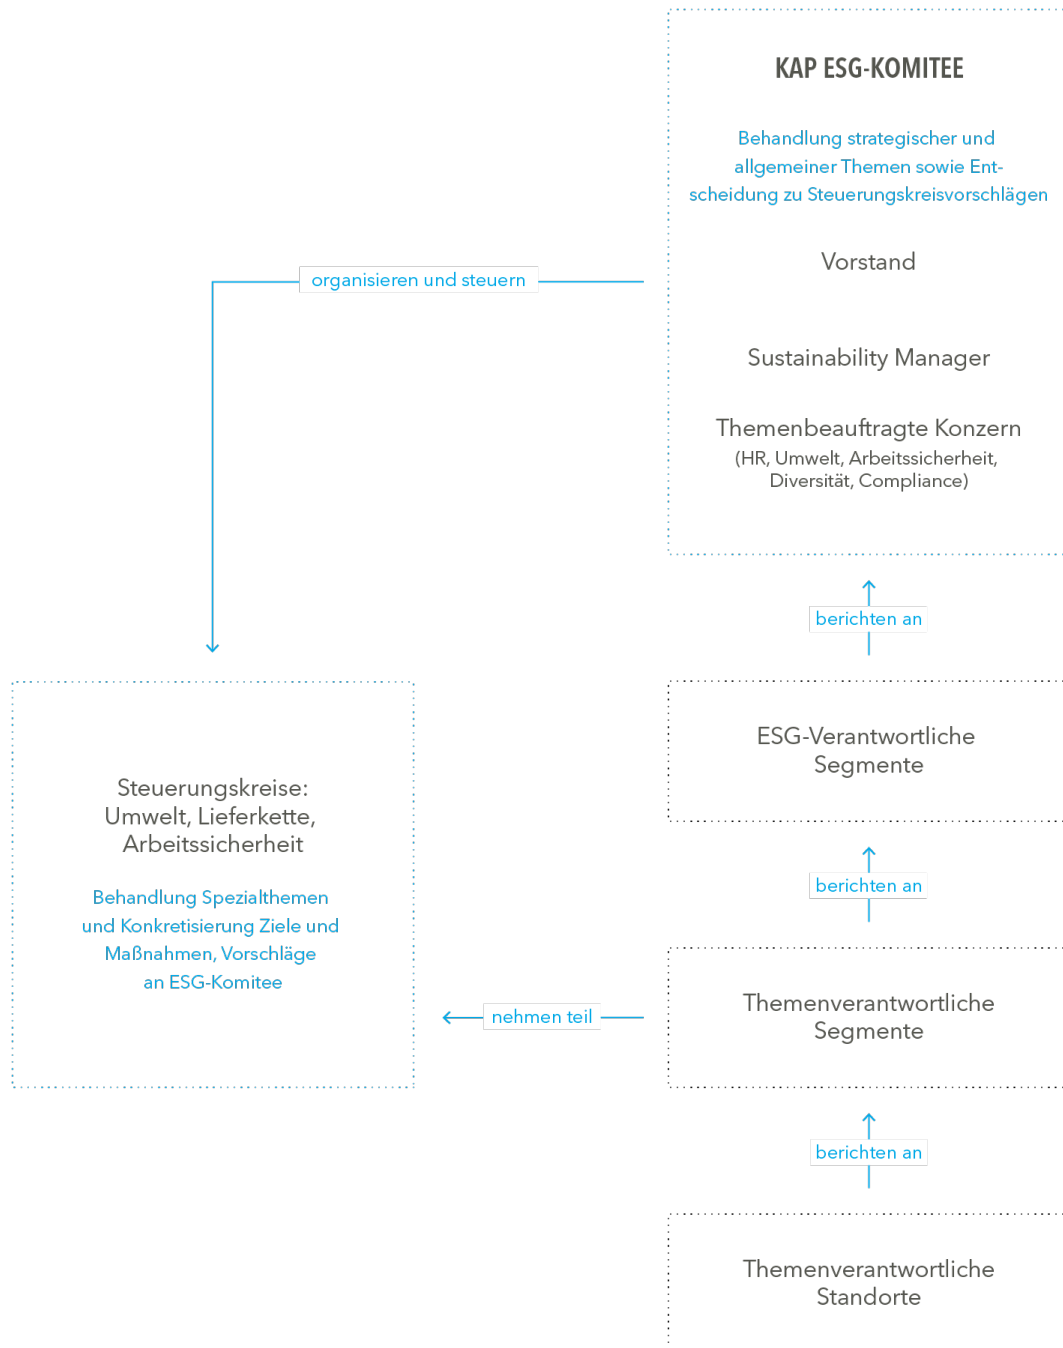 KAP ESG-KOMITEE
Behandlung strategischer und
allgemeiner Themen sowie Ent-
scheidung zu Steuerungskreisvorschlägen
Vorstand
organisieren und steuern
Sustainability Manager
Themenbeauftragte Konzern
(HR, Umwelt, Arbeitssicherheit,
Diversität, Compliance)
berichten an
ESG-Verantwortliche
Segmente
Steuerungskreise:
Umwelt, Lieferkette,
Arbeitssicherheit
Behandlung Spezialthemen
und Konkretisierung Ziele und
Maßnahmen, Vorschläge
an ESG-Komitee
berichten an
Themenverantwortliche
Segmente
nehmen teil
berichten an
Themenverantwortliche
Standorte